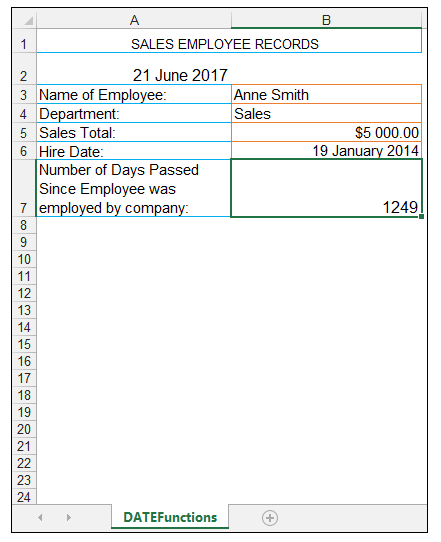 A B
1 SALES EMPLOYEE RECORDS
2 21 June 2017
3 Name of Employee: Anne Smith
4 Department: Sales
5 Sales Total: $5 000.00
6 Hire Date: 19 January 2014
Number of Days Passed
Since Employee was
7 employed by company: 1249
8
9
10
11
12
13
14
15
16
17
18
19
20
21
22
23
24
DATEFunctions